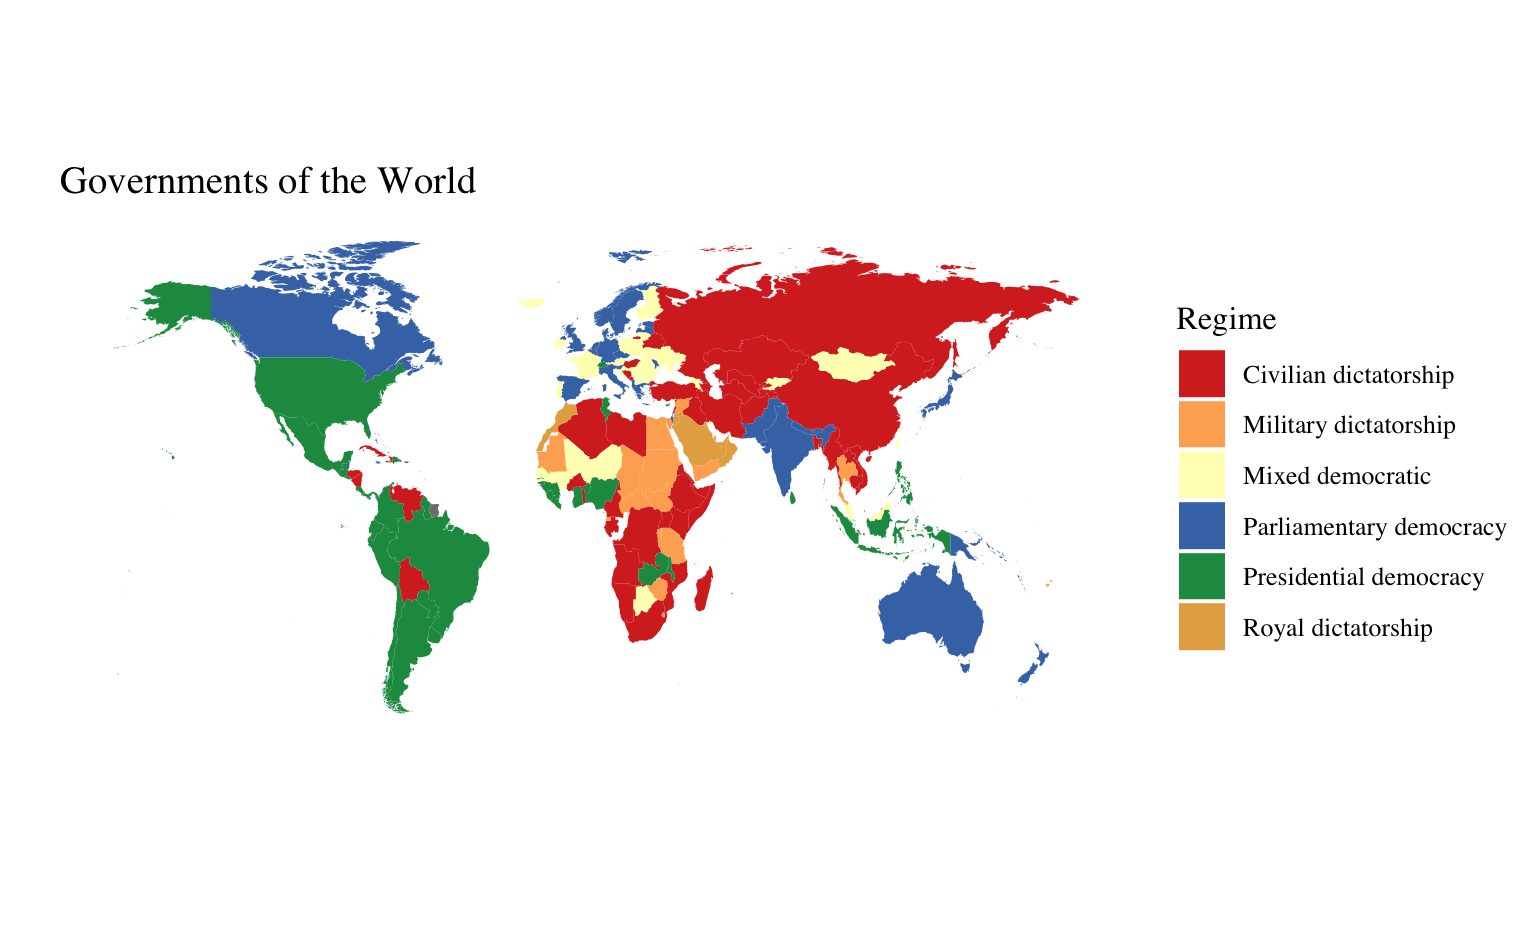 Governments of the World
Regime
Civilian dictatorship
Military dictatorship
Mixed democratic
Parliamentary democracy
Presidential democracy
Royal dictatorship